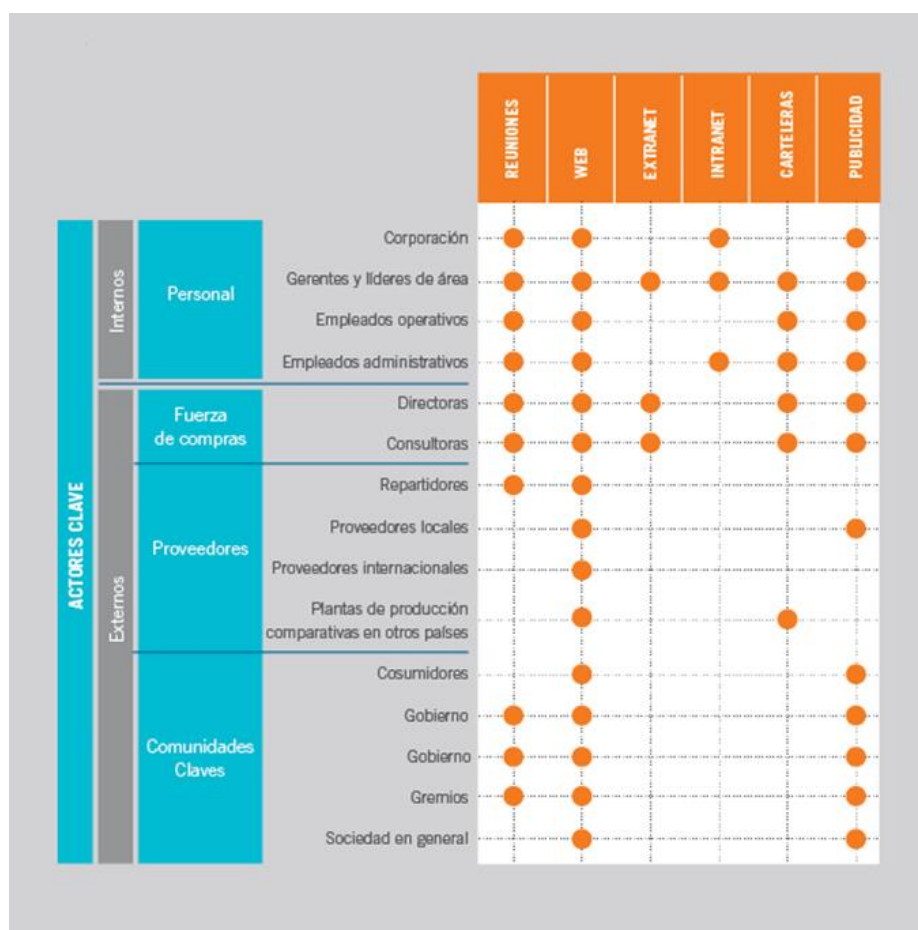 REUNIONES
WEB
EXTRANET
INTRANET
CARTELERAS
PUBLICIDAD
ACTORES CLAVE
Internos
Personal
Corporación
Gerentes y líderes de área
Empleados operativos
Empleados administrativos
Externos
Fuerza
de compras
Directoras
Consultoras
Proveedores
Repartidores
Proveedores locales
Proveedores internacionales
Plantas de producción
comparativas en otros países
Comunidades
Claves
Cosumidores
Gobierno
Gobierno
Gremios
Sociedad en general